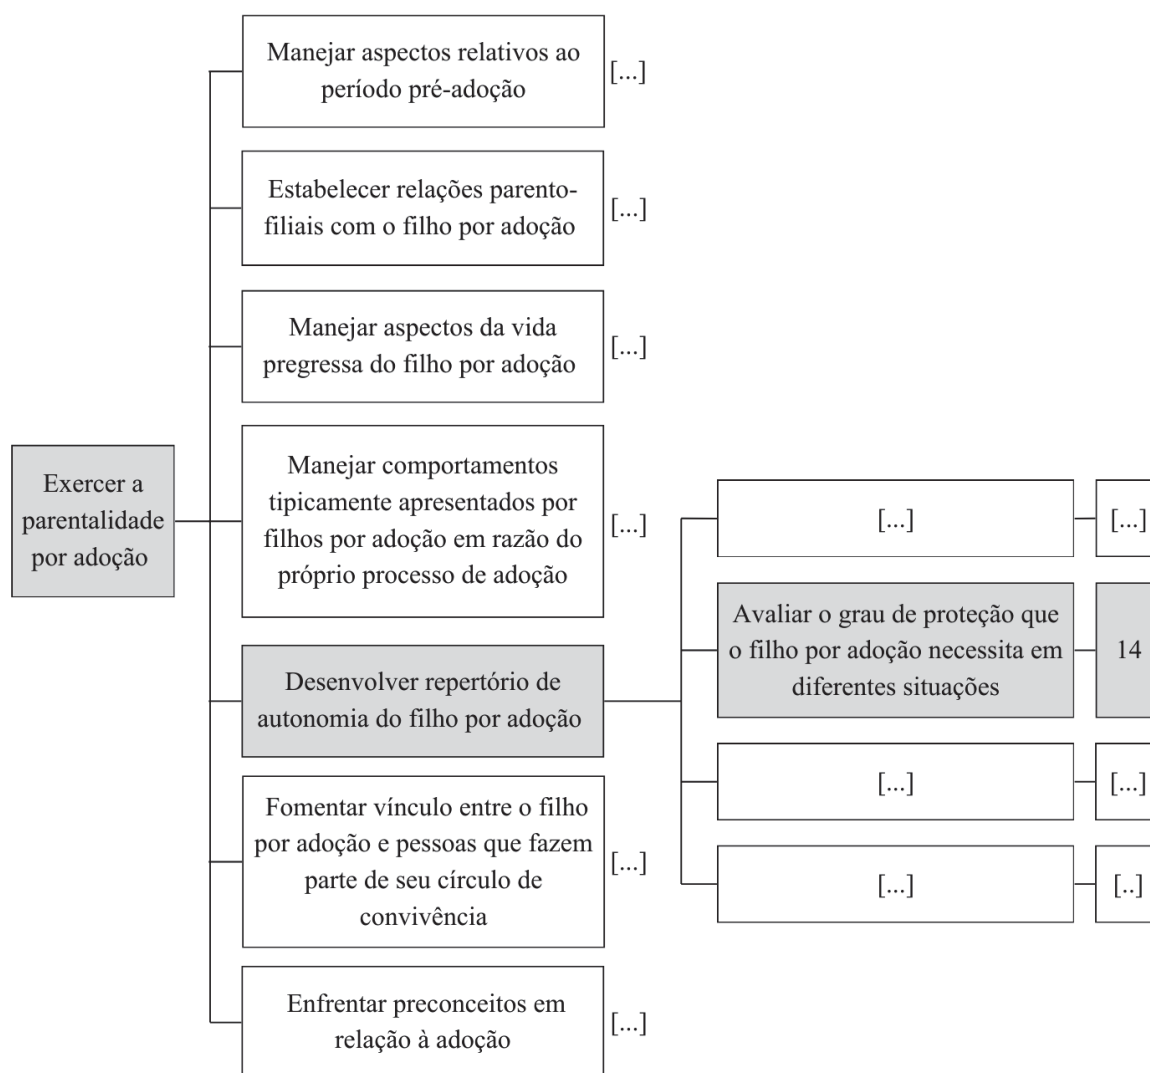 Manejar aspectos relativos ao
período pré-adoção
[...]
Estabelecer relações parento-
filiais com o filho por adoção
[...]
Manejar aspectos da vida
pregressa do filho por adoção
[...]
Exercer a
parentalidade
por adoção
Manejar comportamentos
tipicamente apresentados por
filhos por adoção em razão do
próprio processo de adoção
[...]
[...]
[...]
Desenvolver repertório de
autonomia do filho por adoção
Avaliar o grau de proteção que
o filho por adoção necessita em
diferentes situações
14
[...]
[...]
Fomentar vínculo entre o filho
por adoção e pessoas que fazem
parte de seu círculo de
convivência
[...]
[...]
[..]
Enfrentar preconceitos em
relação à adoção
[...]